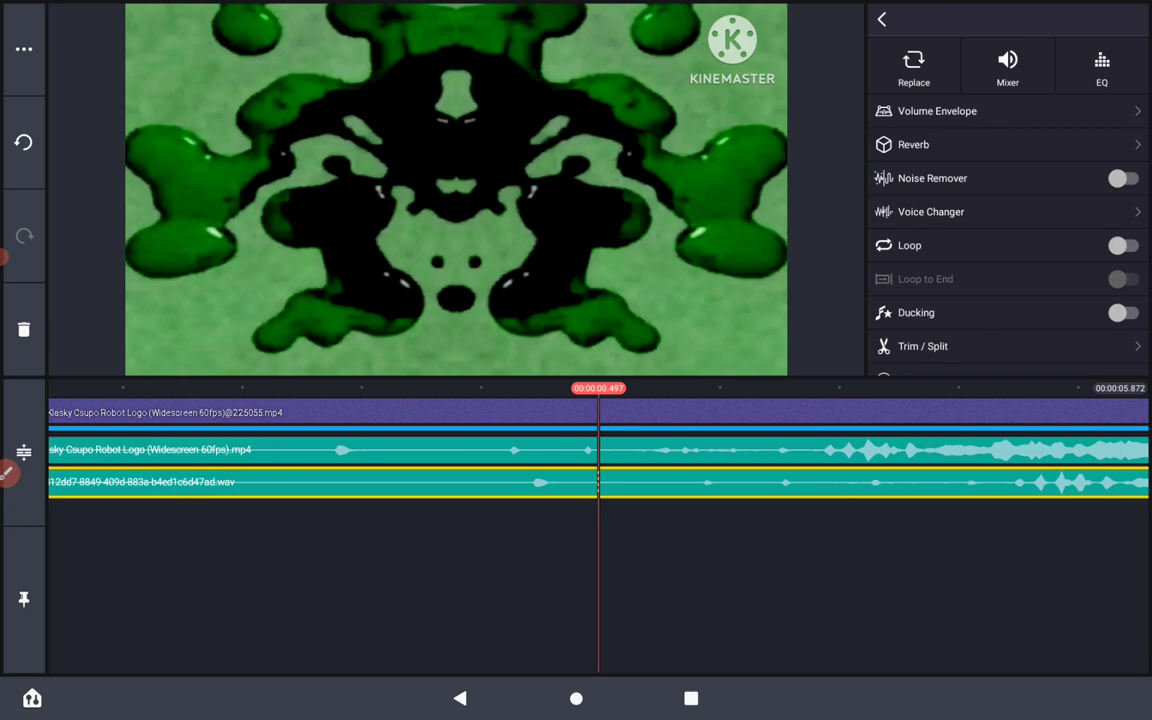 KINEMASTER
Replace
Mixer
EQ
Volume Envelope
Reverb
Noise Remover
Voice Changer
Loop
Loop to End
Ducking
Trim / Split
00:00:00.497
00:00:05.872
Klasky Csupo Robot Logo (Widescreen 60fps)@225055.mp4
sky Csupo Robot Logo (Widescreen 60fps).mp4
12dd7-8849-409d-883a-b4ed1c6d47ad.wav